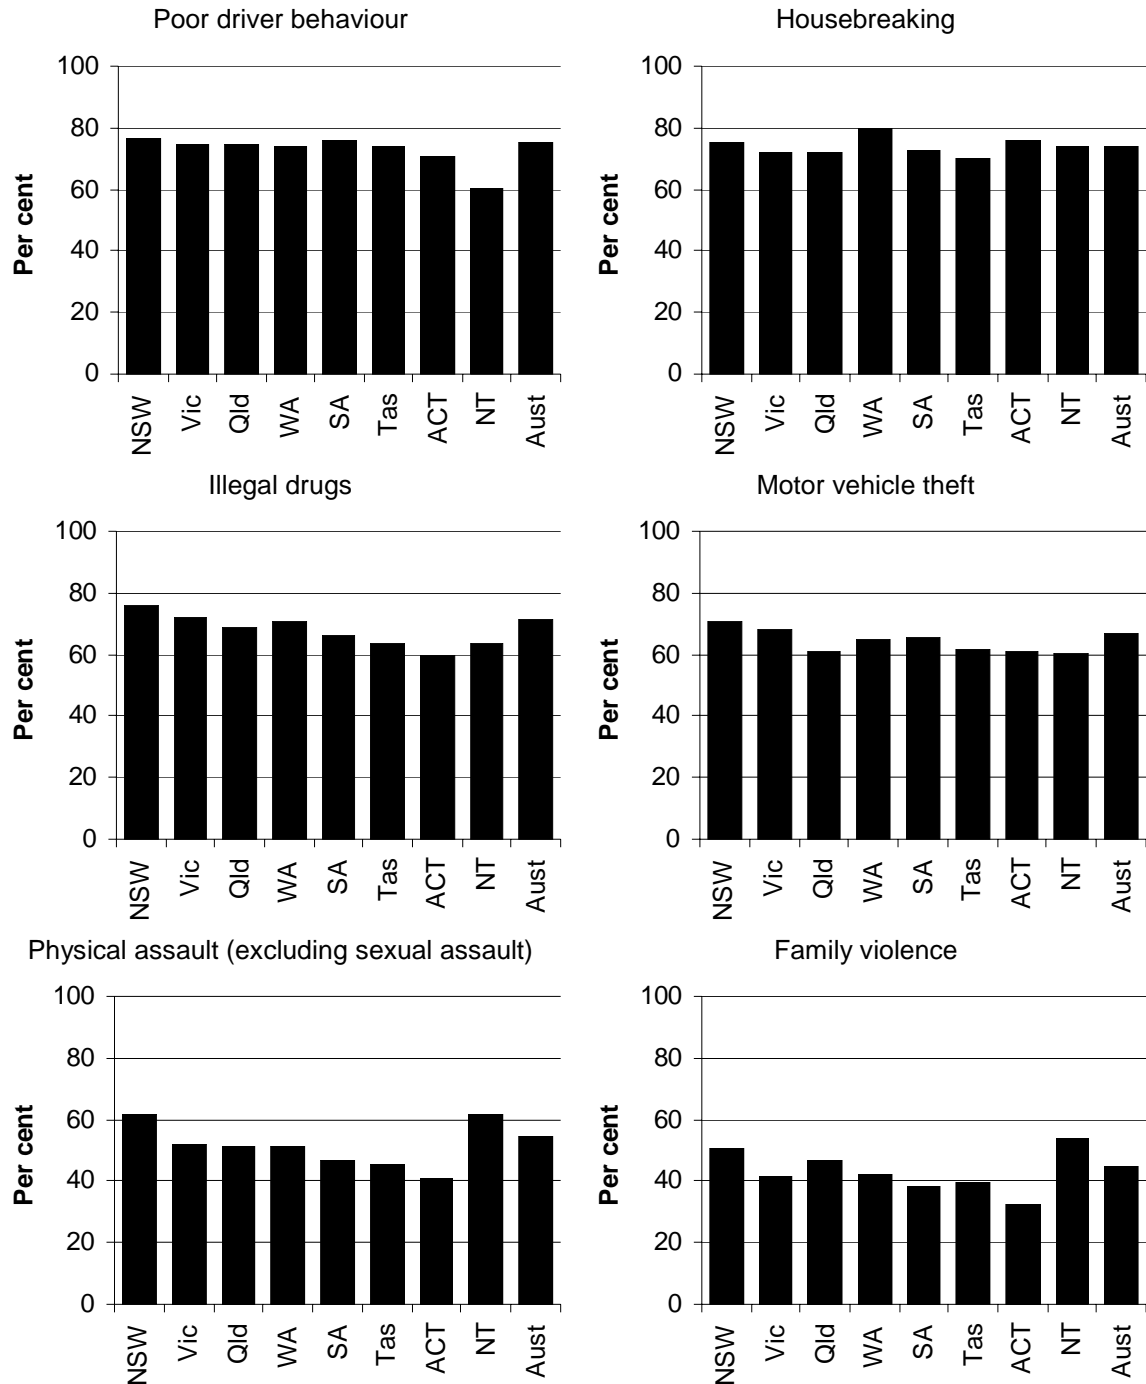 Poor driver behaviour
100
80
60
40
20
0
Per cent
NSW
Vic
Qld
WA
SA
Tas
ACT
NT
Aust
Housebreaking
100
80
60
40
20
0
Per cent
NSW
Vic
Qld
WA
SA
Tas
ACT
NT
Aust
Illegal drugs
100
80
60
40
20
0
Per cent
NSW
Vic
Qld
WA
SA
Tas
ACT
NT
Aust
Motor vehicle theft
100
80
60
40
20
0
Per cent
NSW
Vic
Qld
WA
SA
Tas
ACT
NT
Aust
Physical assault (excluding sexual assault)
100
80
60
40
20
0
Per cent
NSW
Vic
Qld
WA
SA
Tas
ACT
NT
Aust
Family violence
100
80
60
40
20
0
Per cent
NSW
Vic
Qld
WA
SA
Tas
ACT
NT
Aust